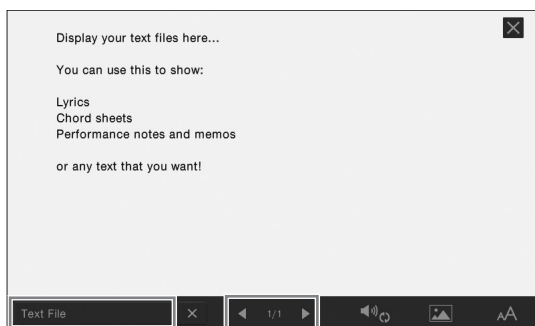 Display your text files here...
You can use this to show:
Lyrics
Chord sheets
Performance notes and memos
or any text that you want!
Text File
1/1
AA